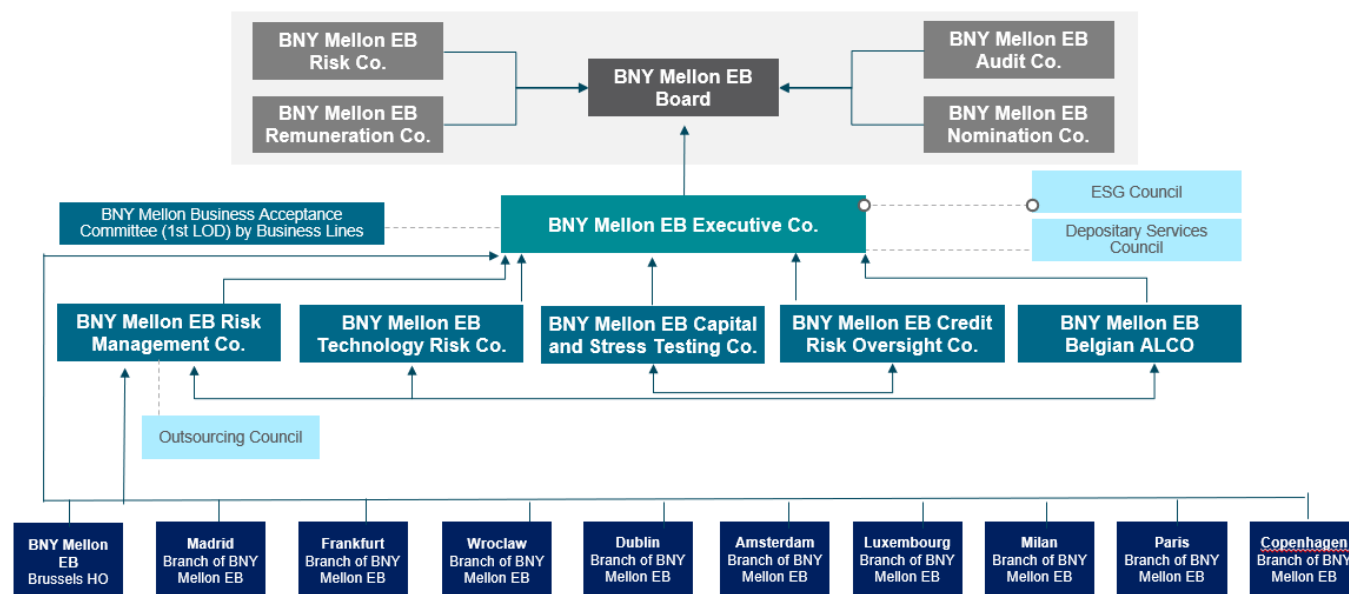 BNY Mellon EB
Risk Co.
BNY Mellon EB
Audit Co.
BNY Mellon EB
Board
BNY Mellon EB
Remuneration Co.
BNY Mellon EB
Nomination Co.
ESG Council
BNY Mellon Business Acceptance
Committee (1st LOD) by Business Lines
BNY Mellon EB Executive Co.
Depositary Services
Council
BNY Mellon EB Risk
Management Co.
BNY Mellon EB
Technology Risk Co.
BNY Mellon EB Capital
and Stress Testing Co.
BNY Mellon EB Credit
Risk Oversight Co.
BNY Mellon EB
Belgian ALCO
Outsourcing Council
BNY Mellon
EB
Brussels HO
Madrid
Branch of BNY
Mellon EB
Frankfurt
Branch of BNY
Mellon EB
Wroclaw
Branch of BNY
Mellon EB
Dublin
Branch of BNY
Mellon EB
Amsterdam
Branch of BNY
Mellon EB
Luxembourg
Branch of BNY
Mellon EB
Milan
Branch of BNY
Mellon EB
Paris
Branch of BNY
Mellon EB
Copenhagen
Branch of BNY
Mellon EB